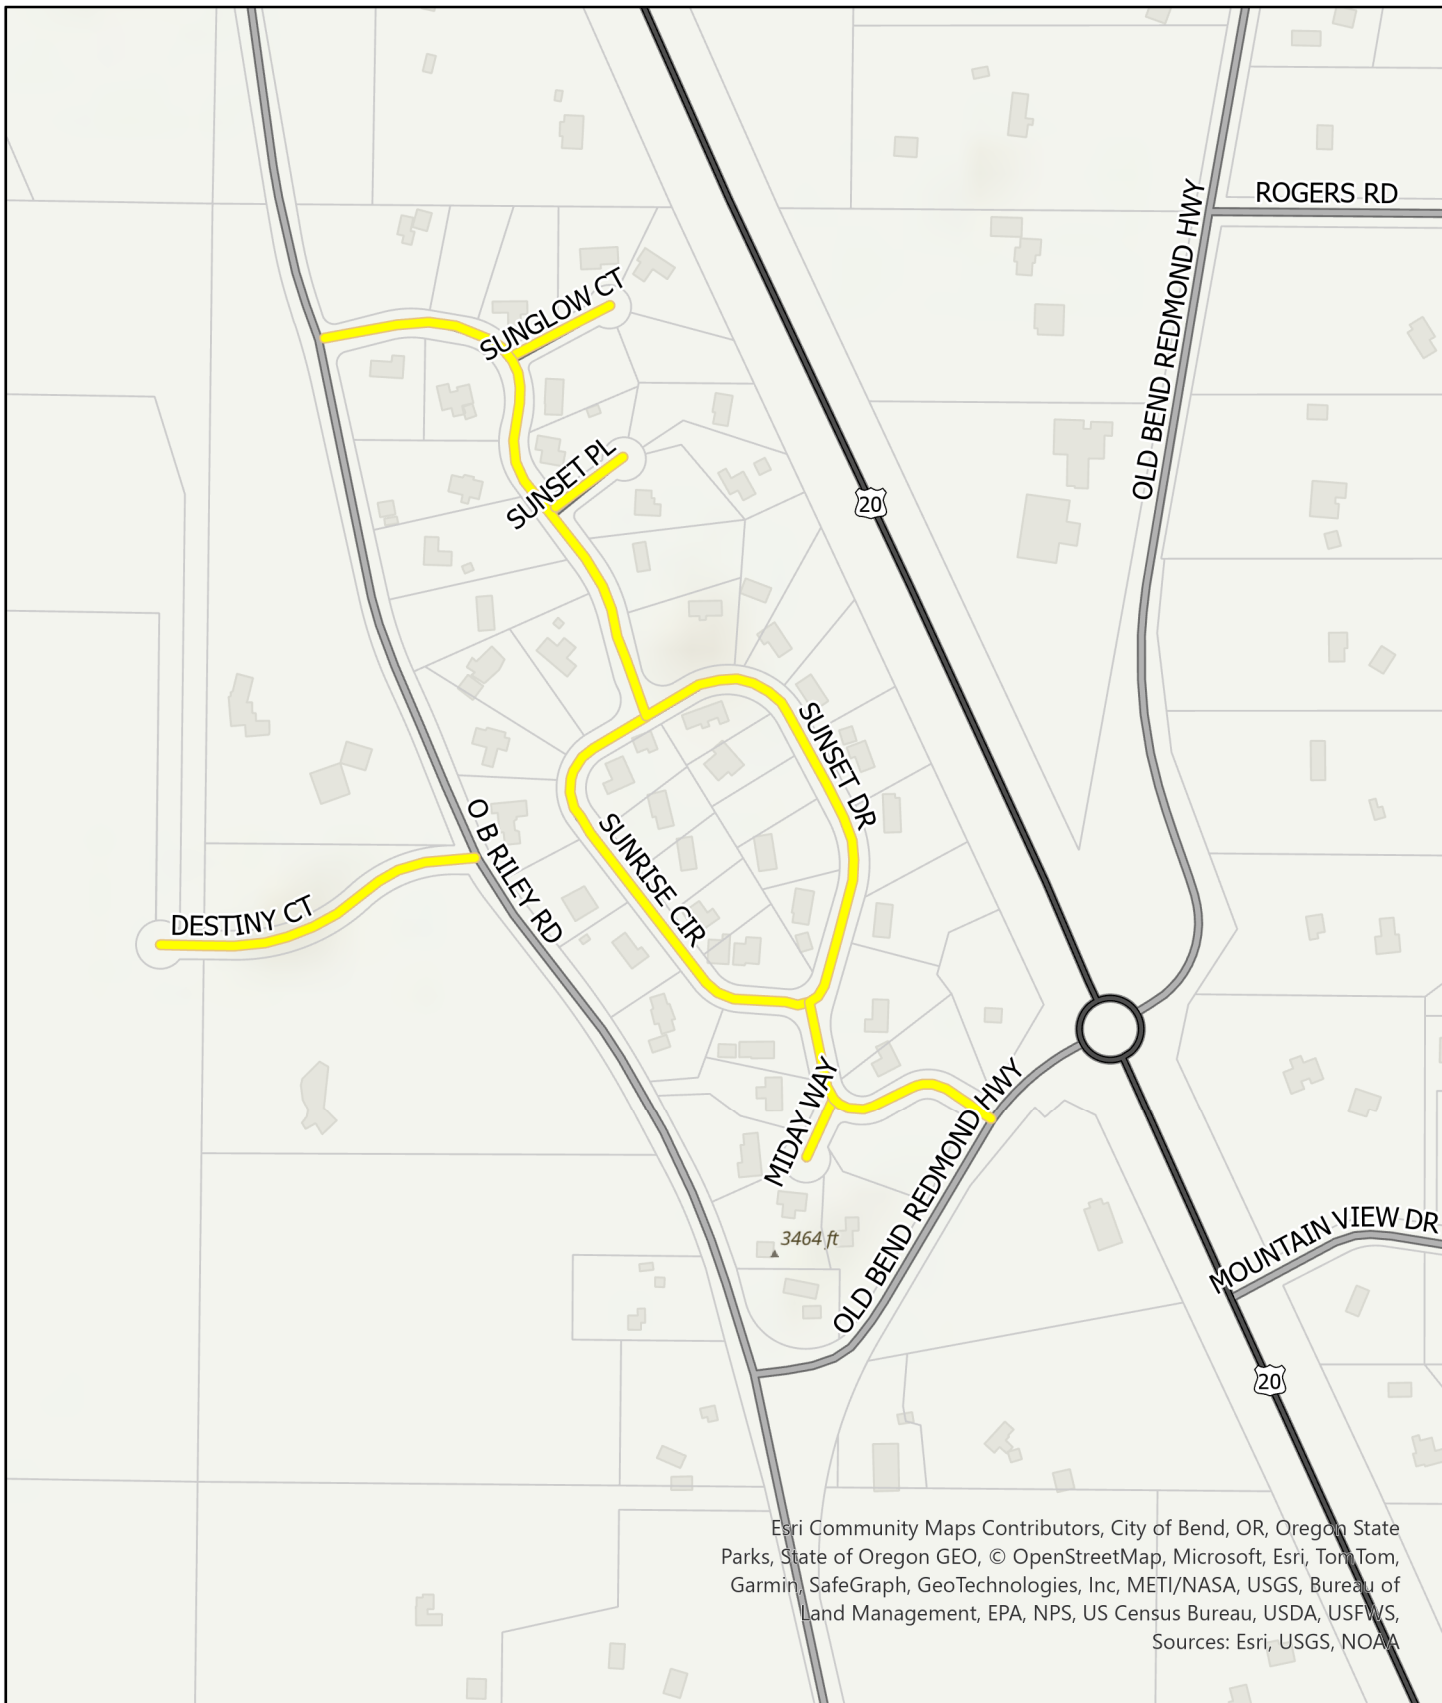 ROGERS RD
OLD BEND REDMOND HWY
SUNGLOW CT
SUNSET PL
20
SUNSET DR
SUNRISE CIR
O B RILEY RD
DESTINY CT
MIDAY WAY
OLD BEND REDMOND HWY
3464 ft
MOUNTAIN VIEW DR
20
Esri Community Maps Contributors, City of Bend, OR, Oregon State
Parks, State of Oregon GEO, © OpenStreetMap, Microsoft, Esri, TomTom,
Garmin, SafeGraph, GeoTechnologies, Inc, METI/NASA, USGS, Bureau of
Land Management, EPA, NPS, US Census Bureau, USDA, USFWS,
Sources: Esri, USGS, NOAA